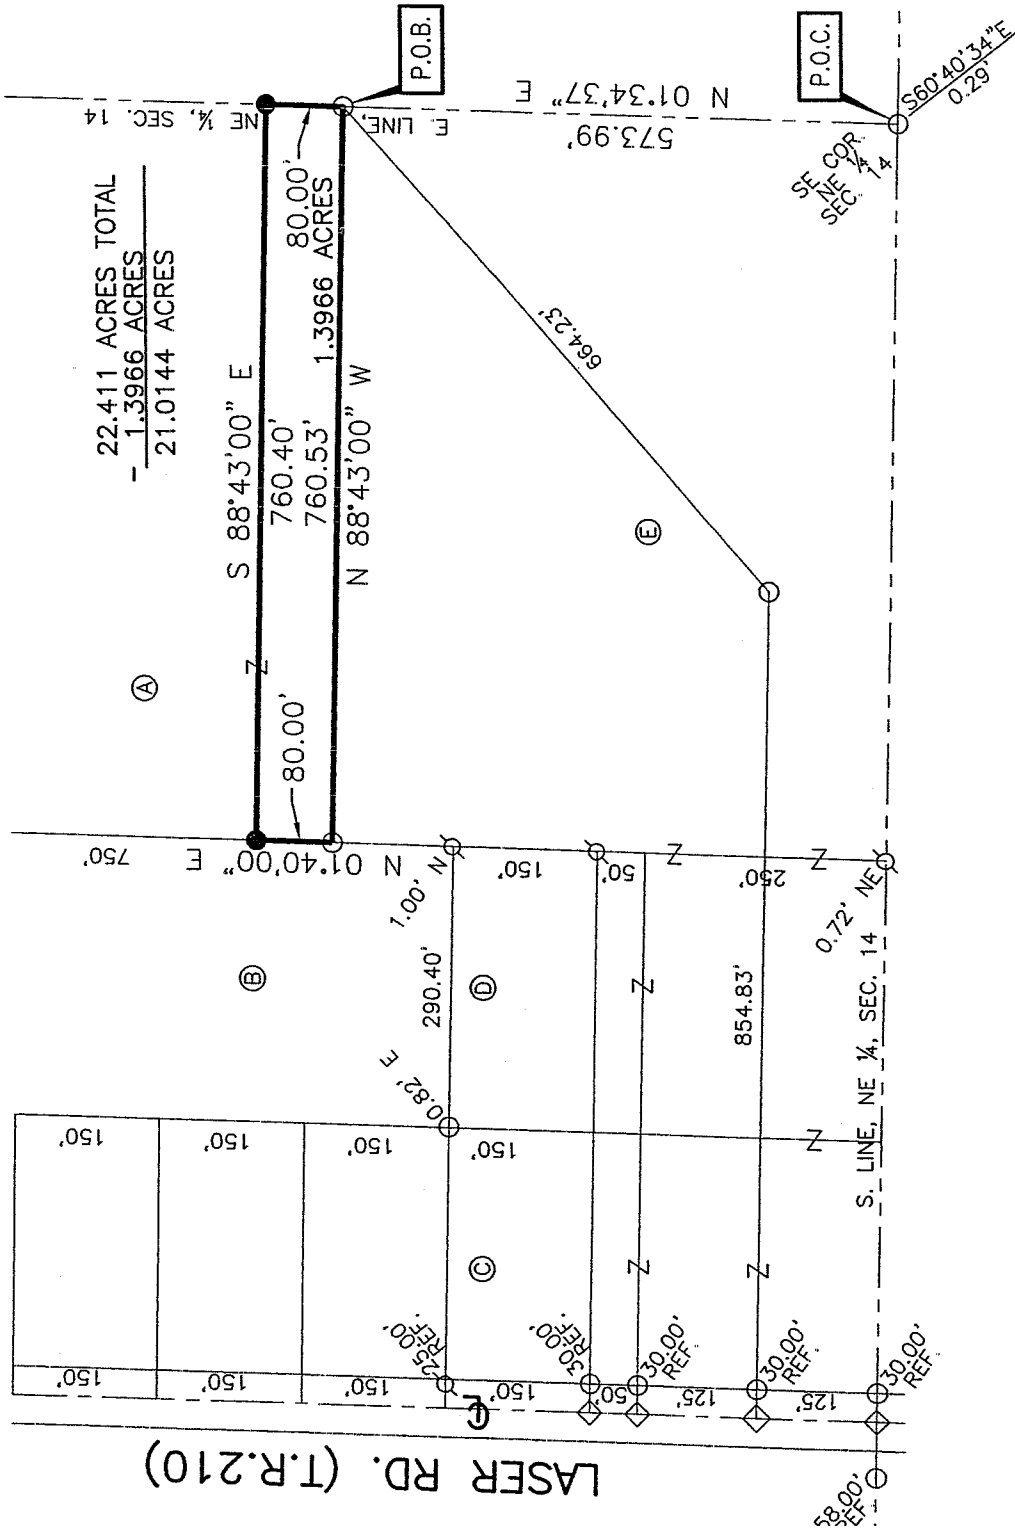 P.O.B.
P.O.C.
N 01°34'37" E
573.99'
E. LINE,
NE ¼, SEC. 14
S60°40'34"E
0.29'
SE COR.
NE ¼
SEC. 14
22.411 ACRES TOTAL
- 1.3966 ACRES
21.0144 ACRES
80.00'
1.3966 ACRES
S 88°43'00" E
760.40'
760.53'
N 88°43'00" W
664.23'
E
A
Z
80.00'
750'
N 01°40'00" E
1.00' N
150'
50'
Z
250'
Z
0.72' NE
B
290.40'
D
Z
854.83'
S. LINE, NE ¼, SEC. 14
0.82' E
150'
150'
150'
150'
Z
C
Z
Z
25.00'
REF.
30.00'
REF.
30.00'
REF.
30.00'
REF.
30.00'
REF.
150'
150'
150'
150'
50'
125'
125'
LASER RD. (T.R.210)
58.00'
REF.